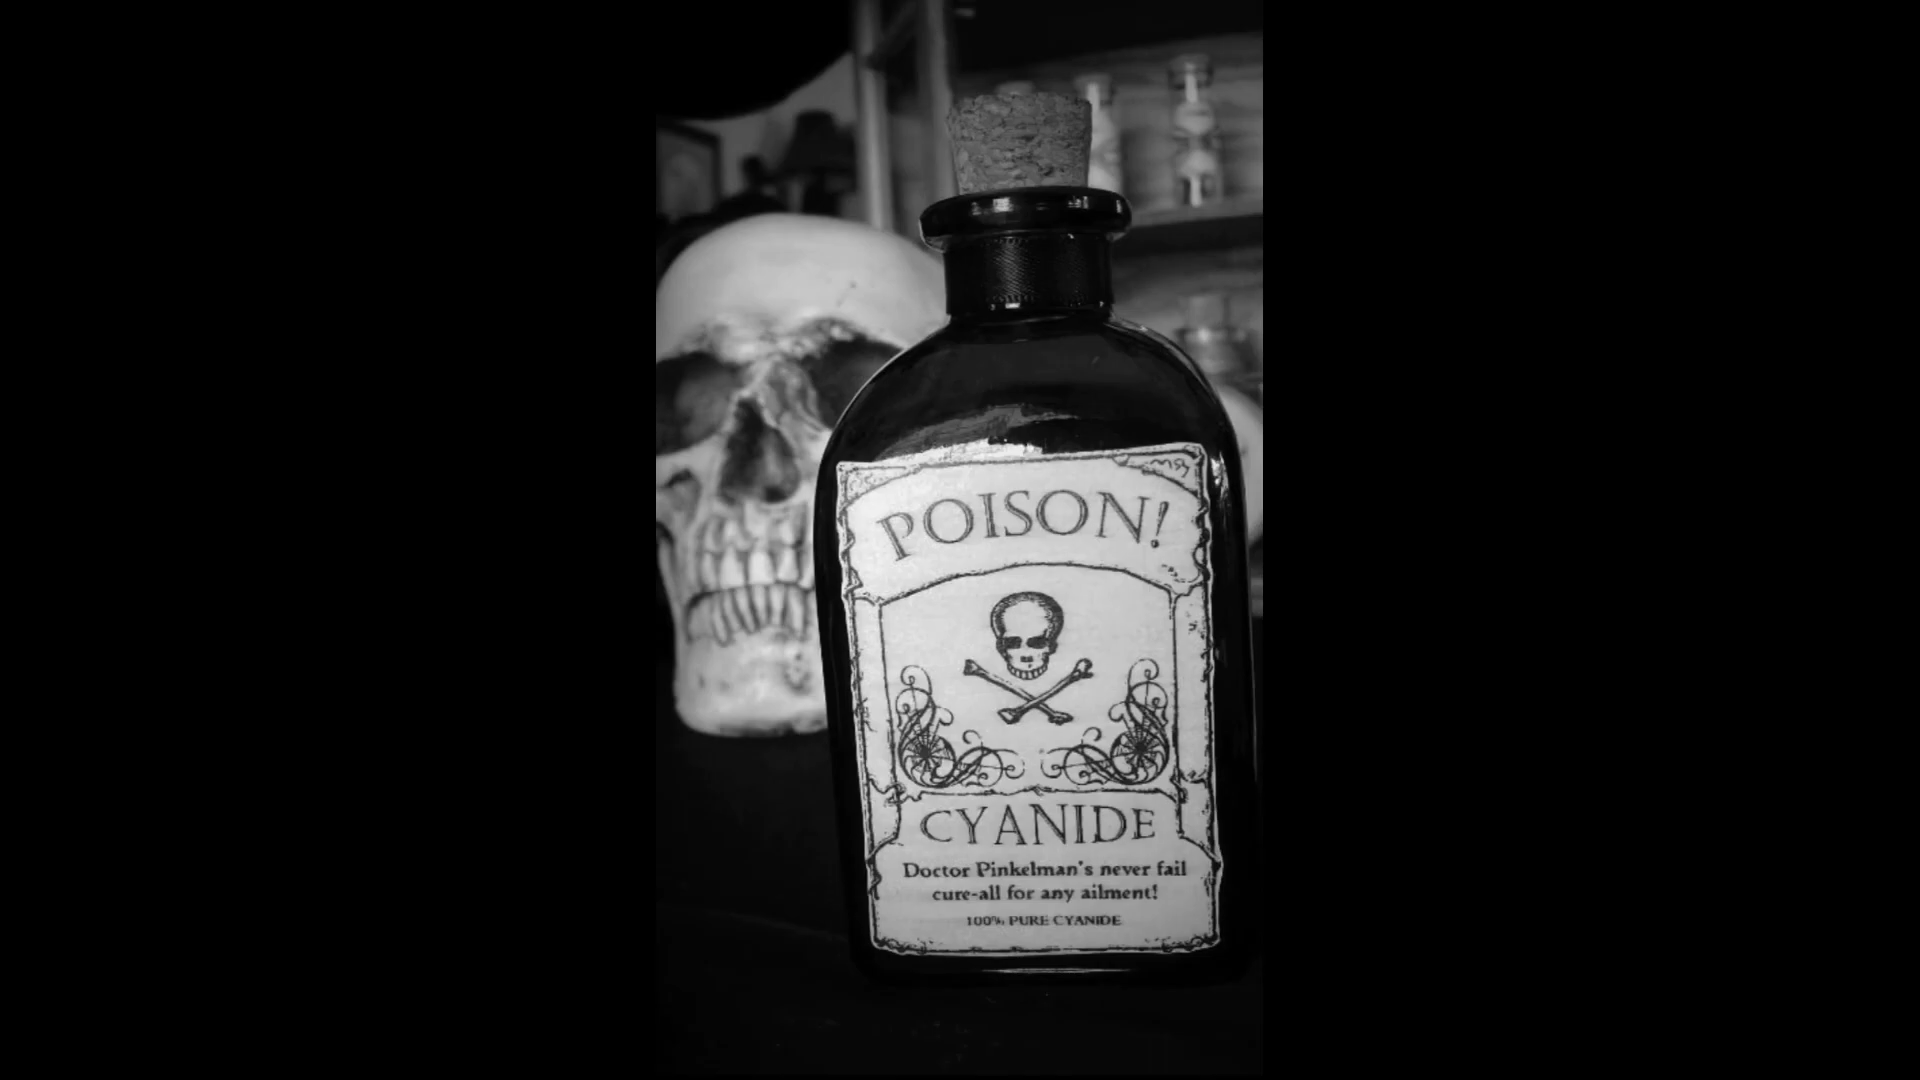 POISON!
CYANIDE
Doctor Pinkelman's never fail
cure-all for any ailment!
100% PURE CYANIDE